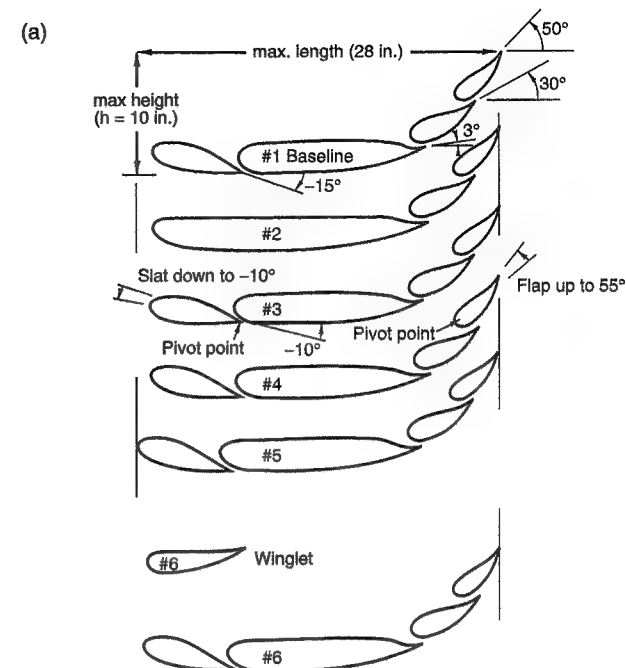 (a)
50°
max. length (28 in.)
30°
max height
(h = 10 in.)
3°
#1 Baseline
–15°
#2
Slat down to –10°
Flap up to 55°
#3
Pivot point
Pivot point
–10°
#4
#5
#6
Winglet
#6